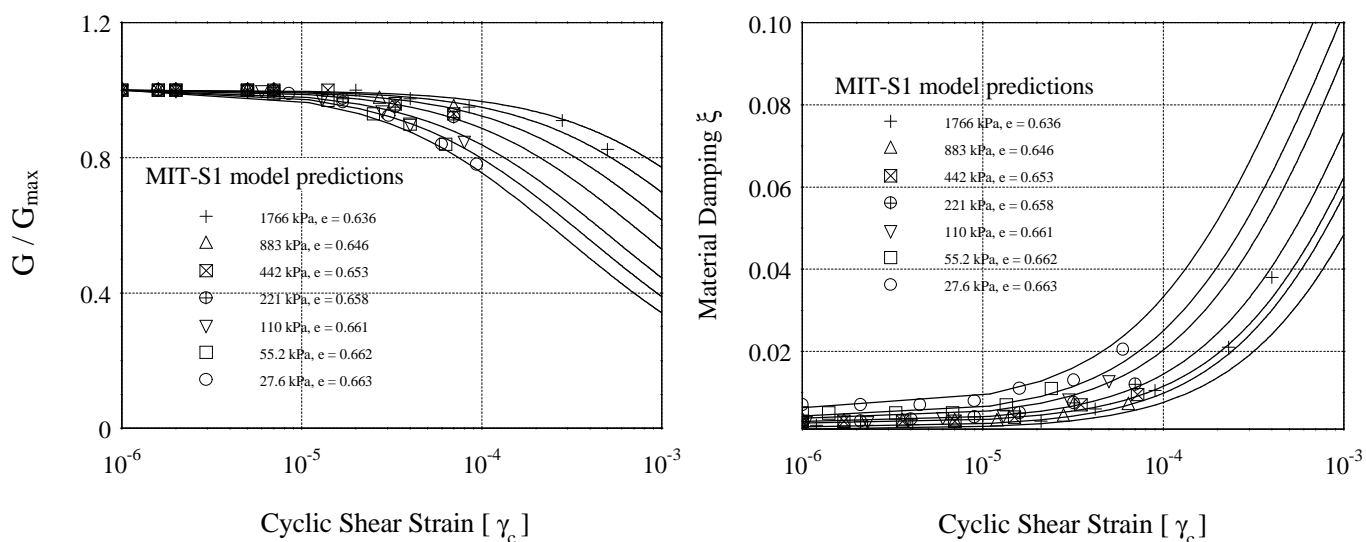 1.2
0.8
0.4
0
G / Gmax
MIT-S1 model predictions
1766 kPa, e = 0.636
883 kPa, e = 0.646
442 kPa, e = 0.653
221 kPa, e = 0.658
110 kPa, e = 0.661
55.2 kPa, e = 0.662
27.6 kPa, e = 0.663
10-6
10-5
10-4
10-3
Cyclic Shear Strain [ γc ]
0.10
0.08
0.06
0.04
0.02
Material Damping ξ
MIT-S1 model predictions
1766 kPa, e = 0.636
883 kPa, e = 0.646
442 kPa, e = 0.653
221 kPa, e = 0.658
110 kPa, e = 0.661
55.2 kPa, e = 0.662
27.6 kPa, e = 0.663
10-6
10-5
10-4
10-3
Cyclic Shear Strain [ γc ]